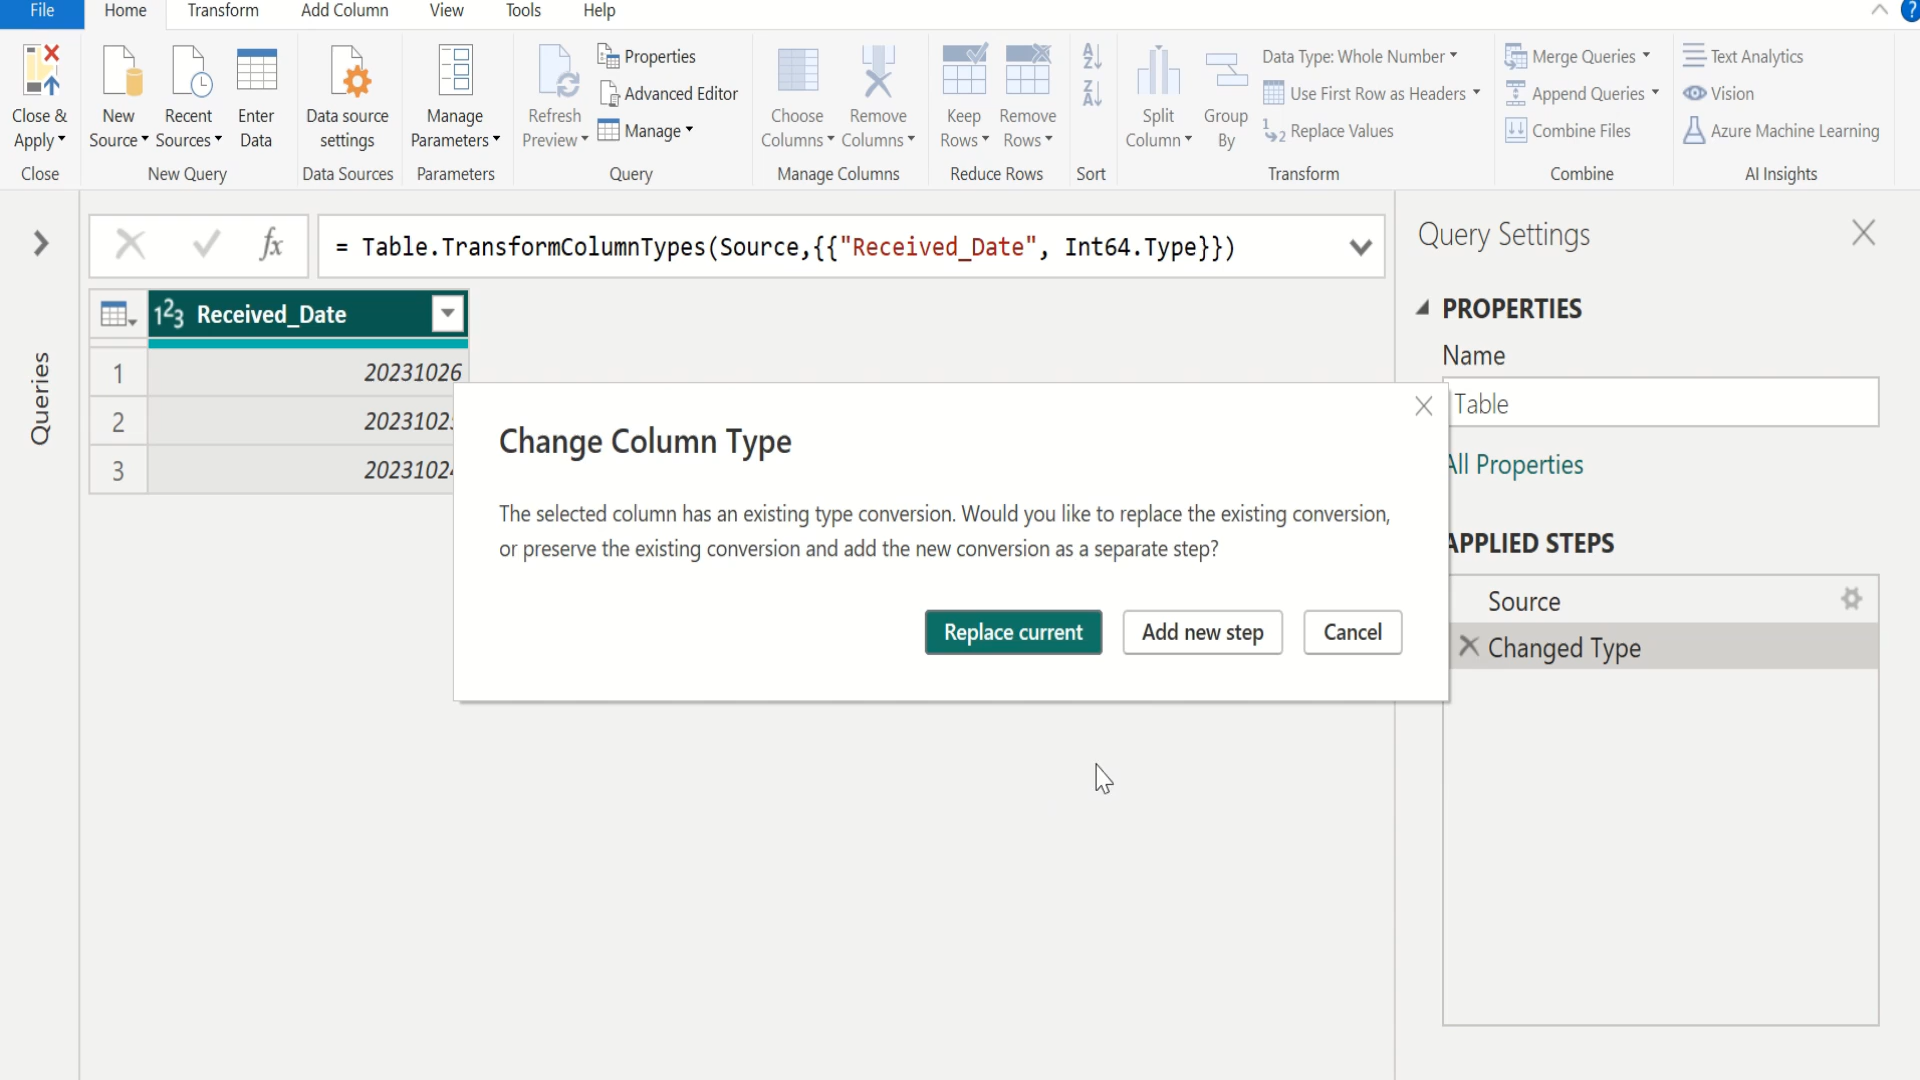 File Home Transform Add Column View Tools Help ?
Close & Apply
New Source
Recent Sources
Enter Data
Data source settings
Manage Parameters
Refresh Preview
Properties
Advanced Editor
Manage
Choose Columns
Remove Columns
Keep Rows
Remove Rows
Split Column
Group By
Data Type: Whole Number
Use First Row as Headers
Replace Values
Merge Queries
Append Queries
Combine Files
Text Analytics
Vision
Azure Machine Learning
Close New Query Data Sources Parameters Query Manage Columns Reduce Rows Sort Transform Combine AI Insights
fx = Table.TransformColumnTypes(Source,{{"Received_Date", Int64.Type}})
Queries
123 Received_Date
1 20231026
2 2023102
3 2023102
Change Column Type
The selected column has an existing type conversion. Would you like to replace the existing conversion,
or preserve the existing conversion and add the new conversion as a separate step?
Replace current Add new step Cancel
Query Settings
PROPERTIES
Name
Table
All Properties
APPLIED STEPS
Source
Changed Type